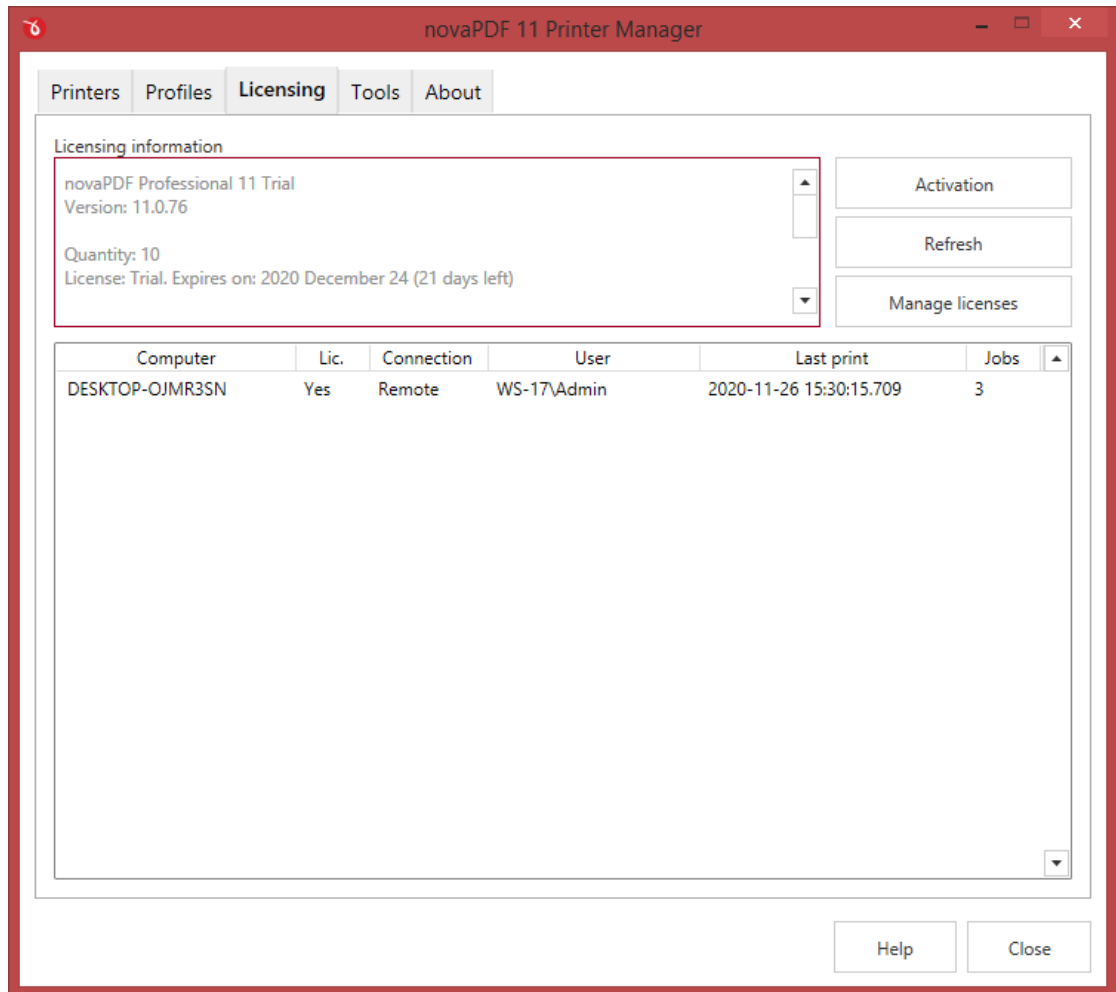 novaPDF 11 Printer Manager
Printers Profiles Licensing Tools About
Licensing information
novaPDF Professional 11 Trial
Version: 11.0.76
Quantity: 10
License: Trial. Expires on: 2020 December 24 (21 days left)
Activation
Refresh
Manage licenses
Computer Lic. Connection User Last print Jobs
DESKTOP-OJMR3SN Yes Remote WS-17\Admin 2020-11-26 15:30:15.709 3
Help Close